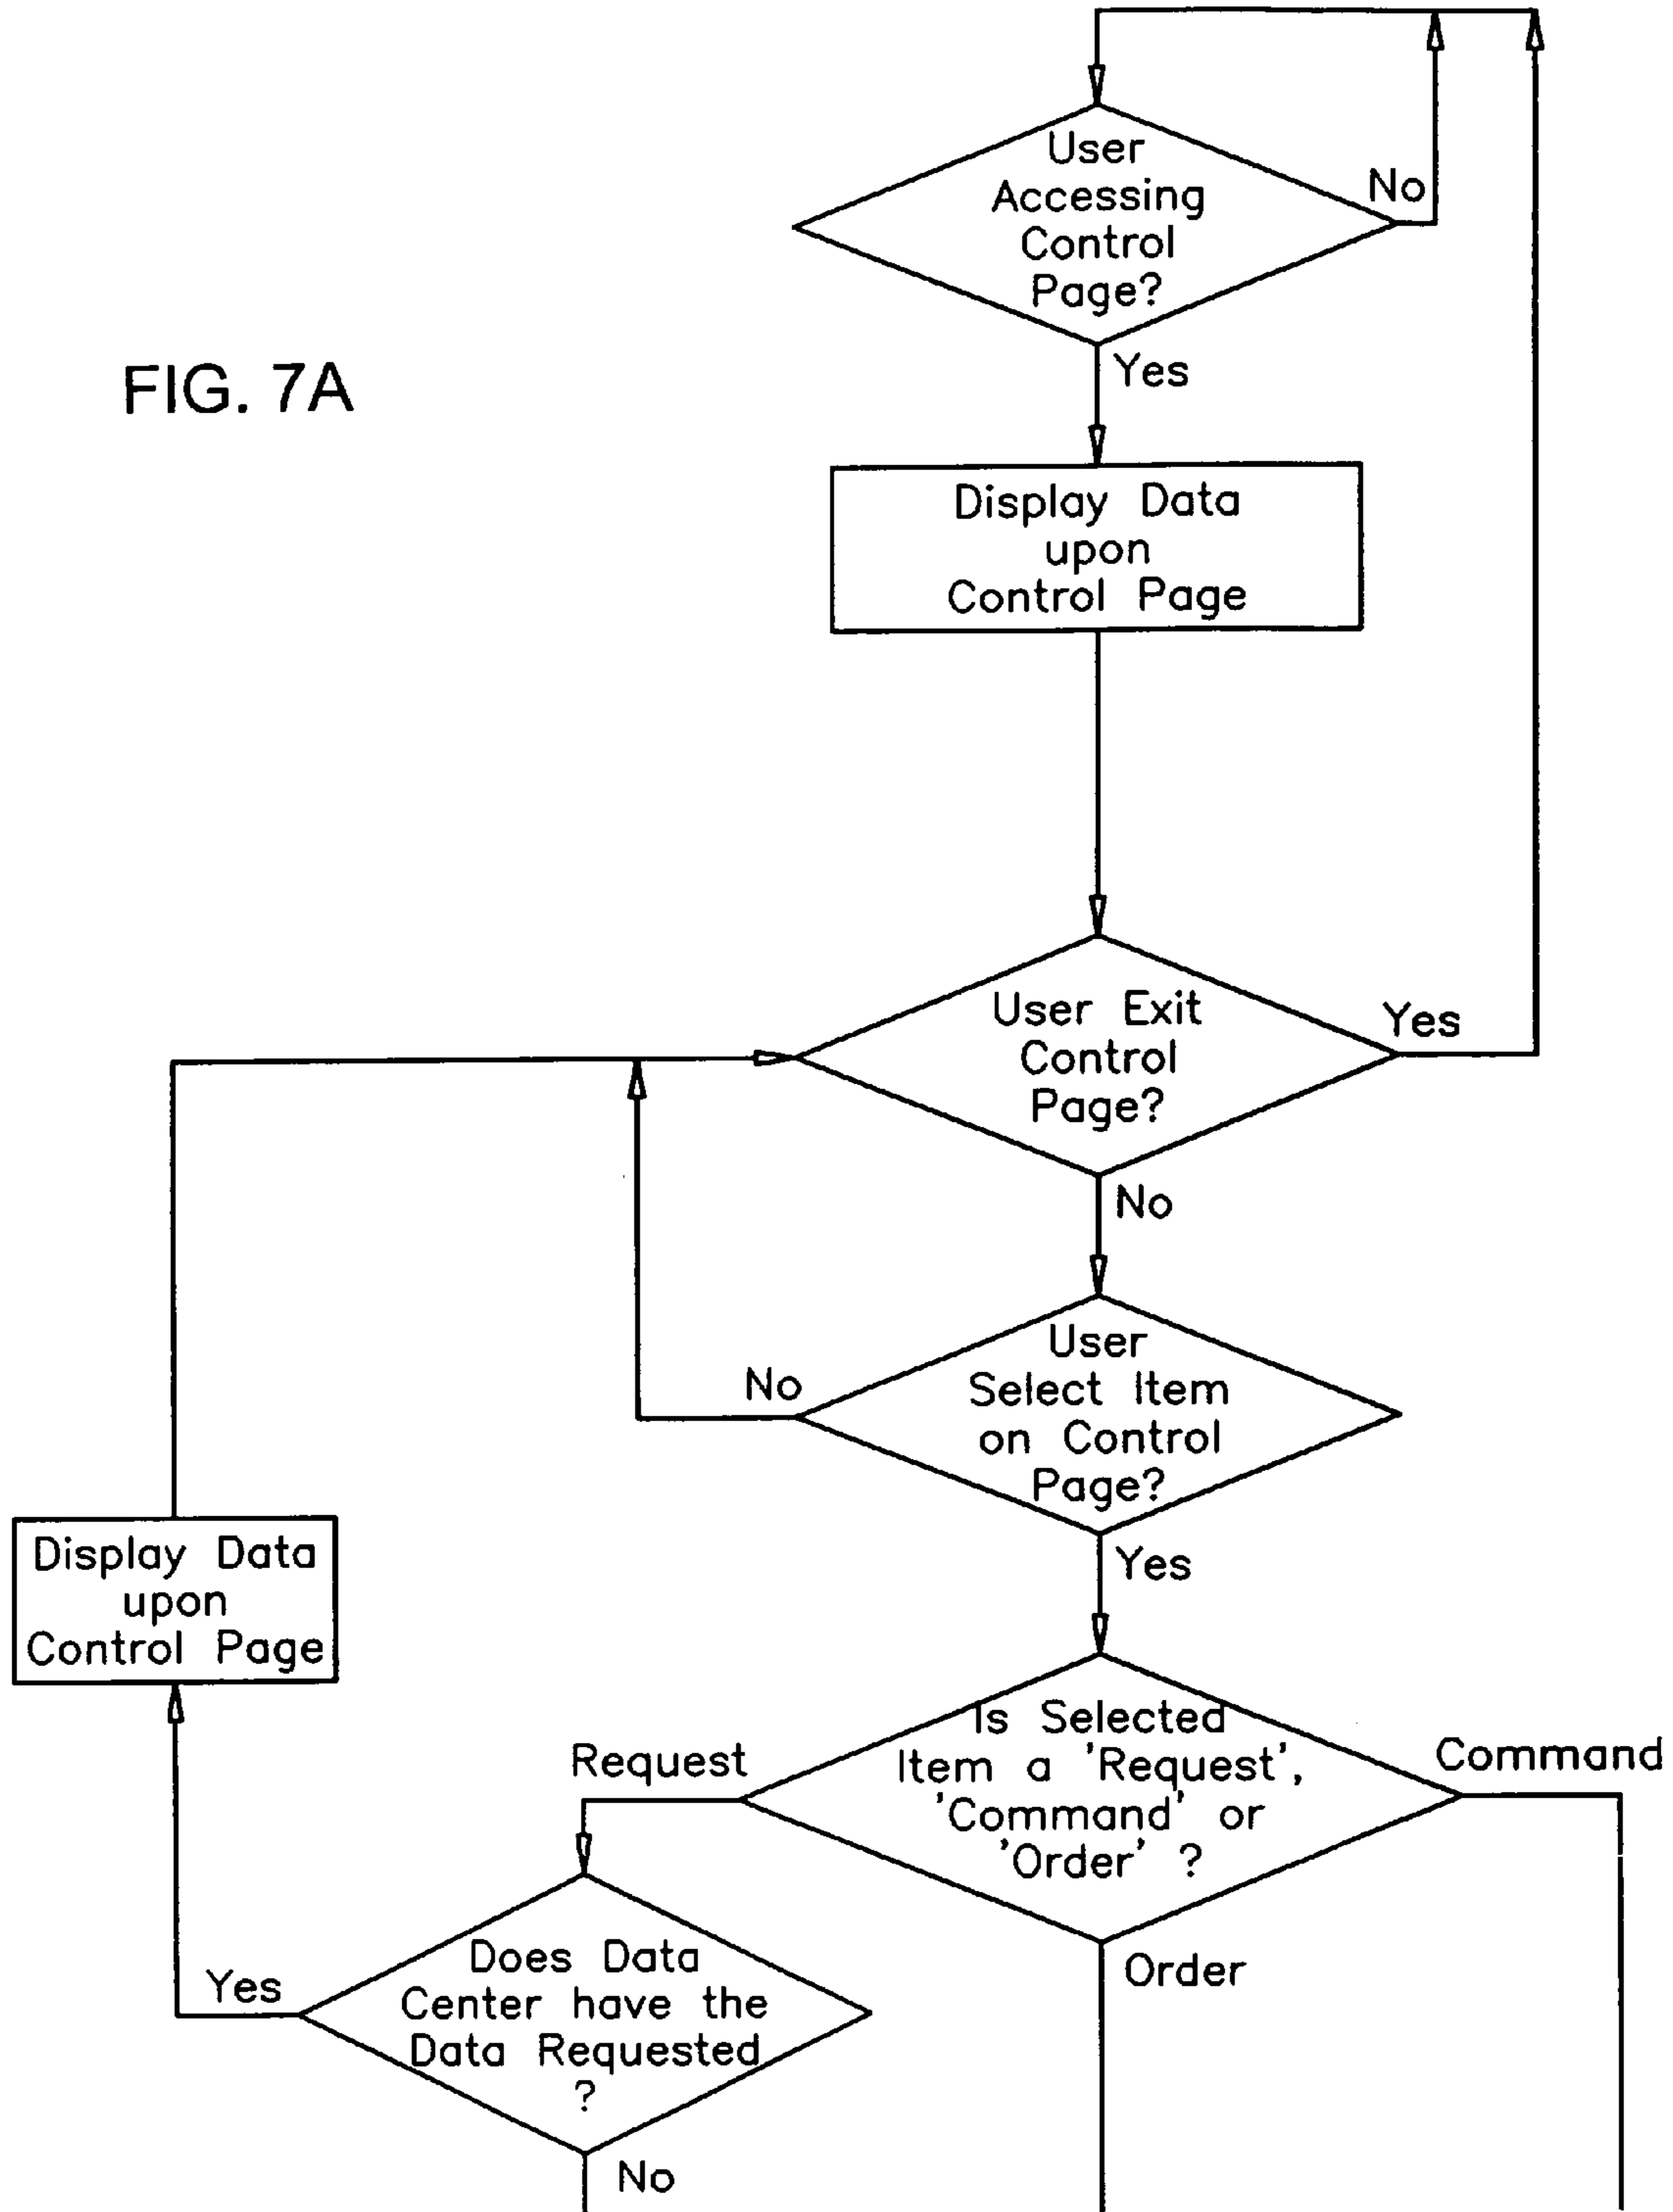 User
Accessing
Control
Page?
No
FIG. 7A
Yes
Display Data
upon
Control Page
User Exit
Control
Page?
Yes
No
User
Select Item
on Control
Page?
No
Yes
Display Data
upon
Control Page
Is Selected
Item a 'Request',
'Command' or
'Order' ?
Request
Command
Order
Does Data
Center have the
Data Requested
?
Yes
No